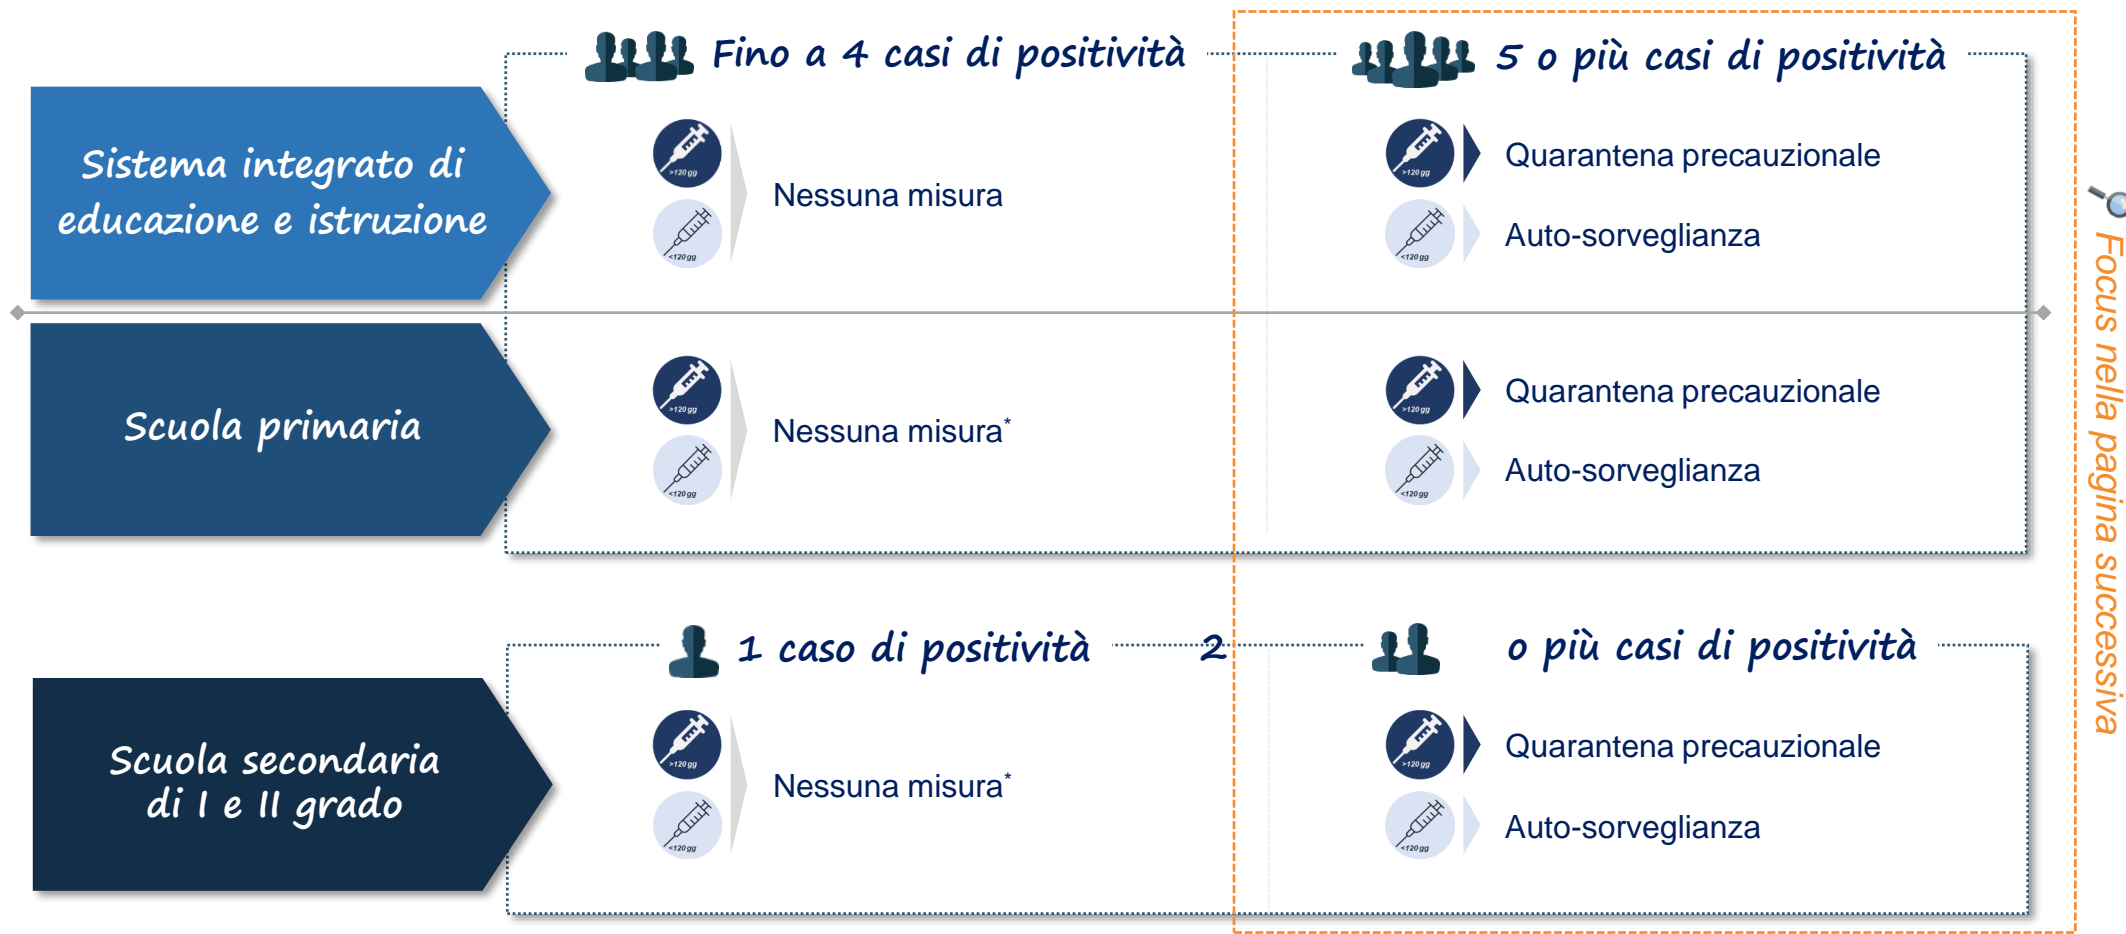 Fino a 4 casi di positività
5 o più casi di positività
Sistema integrato di
educazione e istruzione
>120 gg
<120 gg
Nessuna misura
>120 gg
Quarantena precauzionale
<120 gg
Auto-sorveglianza
Scuola primaria
>120 gg
<120 gg
Nessuna misura*
>120 gg
Quarantena precauzionale
<120 gg
Auto-sorveglianza
1 caso di positività
2 o più casi di positività
Scuola secondaria
di I e II grado
>120 gg
<120 gg
Nessuna misura*
>120 gg
Quarantena precauzionale
<120 gg
Auto-sorveglianza
Focus nella pagina successiva